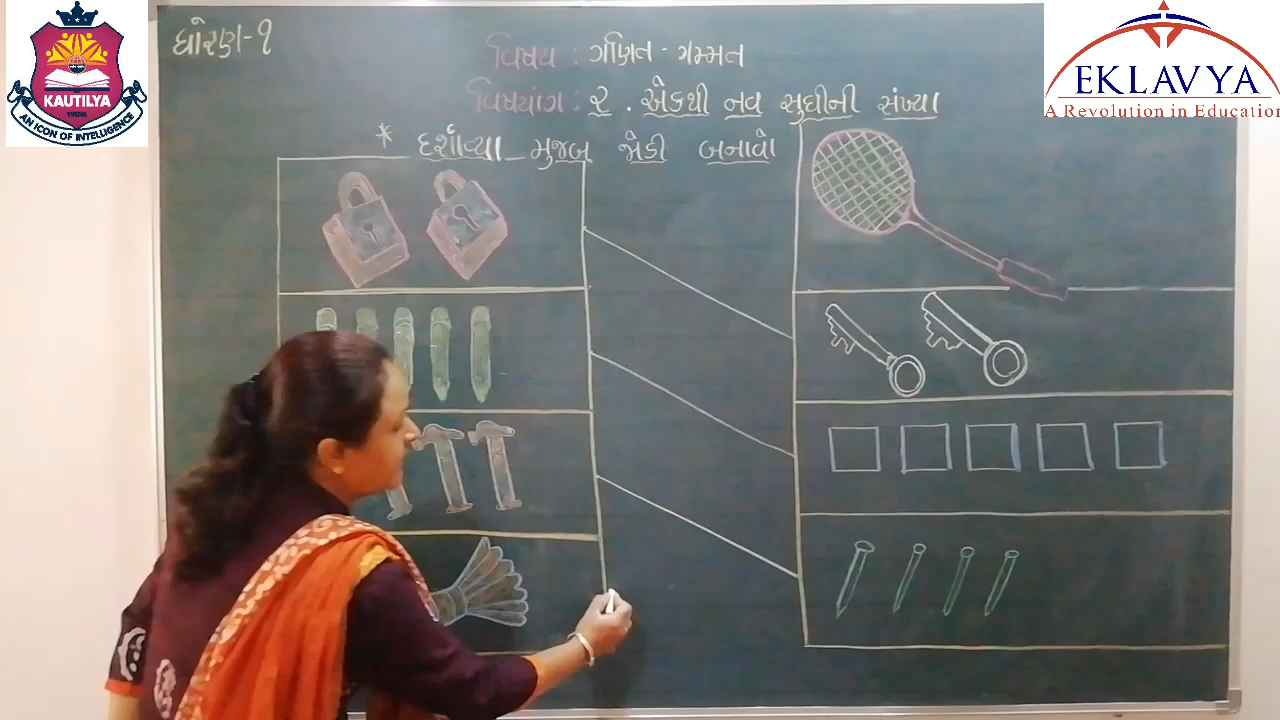 ધોરણ-૧
વિષય : ગણિત - ગમ્મત
વિષયાંગ : ૨ . એકથી નવ સુધીની સંખ્યા
* દર્શાવ્યા મુજબ જોડી બનાવો
KAUTILYA
AN ICON OF INTELLIGENCE
EKLAVYA
A Revolution in Education